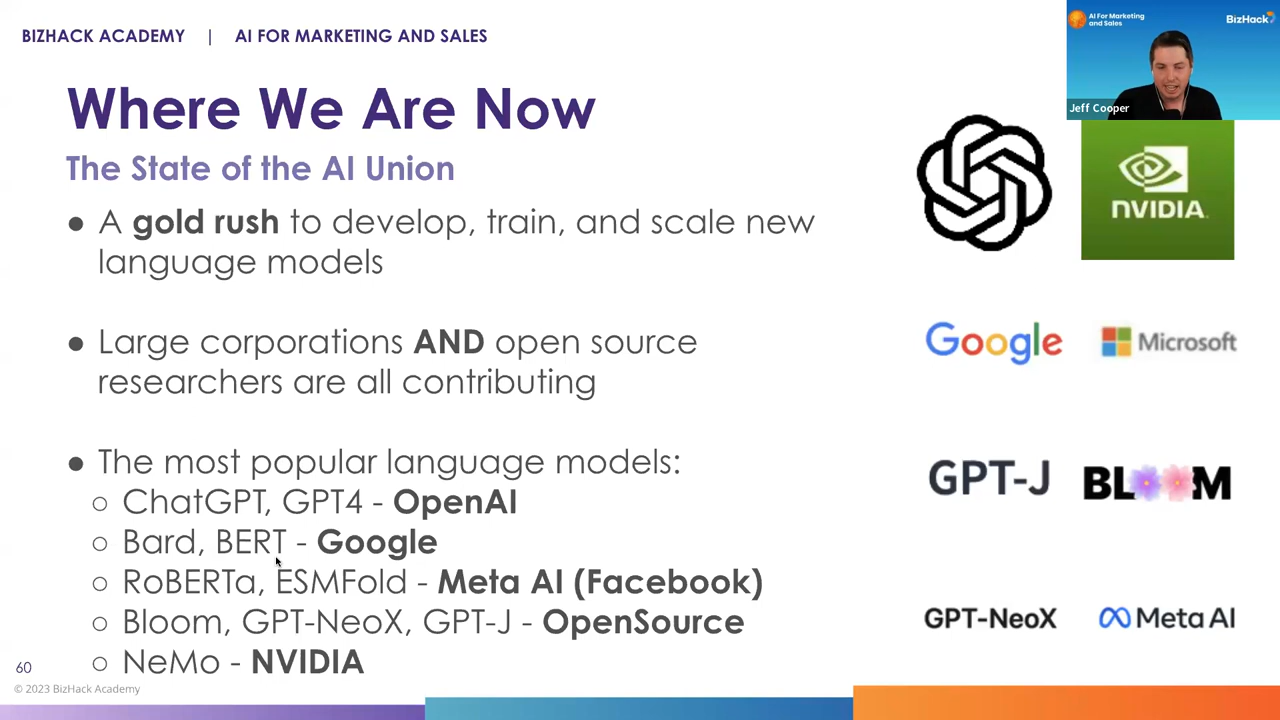 BIZHACK ACADEMY | AI FOR MARKETING AND SALES
AI For Marketing
and Sales
BizHack
Jeff Cooper
Where We Are Now
The State of the AI Union
● A gold rush to develop, train, and scale new
language models
● Large corporations AND open source
researchers are all contributing
● The most popular language models:
○ ChatGPT, GPT4 - OpenAI
○ Bard, BERT - Google
○ RoBERTa, ESMFold - Meta AI (Facebook)
○ Bloom, GPT-NeoX, GPT-J - OpenSource
○ NeMo - NVIDIA
NVIDIA.
Google
Microsoft
GPT-J
BLOOM
GPT-NeoX
Meta AI
60
© 2023 BizHack Academy